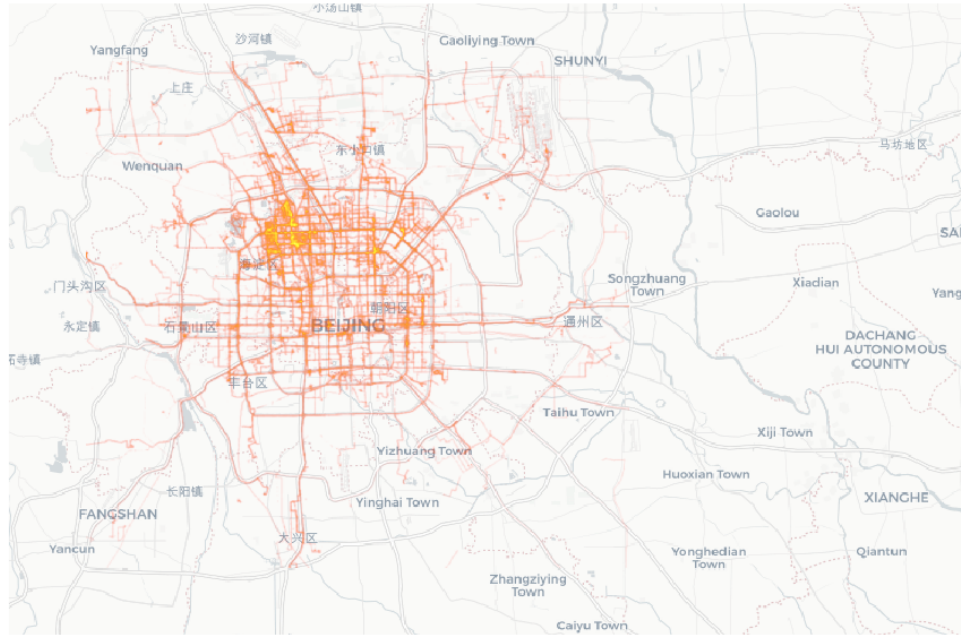 小汤山镇
沙河镇
Gaoliying Town
Yangfang
SHUNYI
上庄
马坊地区
东小口镇
Wenquan
Gaolou
海淀区
Songzhuang
Town
Xiadian
门头沟区
朝阳区
通州区
永定镇
石景山区
BEIJING
DACHANG
HUI AUTONOMOUS
COUNTY
丰台区
Taihu Town
Xiji Town
Yizhuang Town
Huoxian Town
长阳镇
Yinghai Town
XIANGHE
FANGSHAN
大兴区
Yancun
Yonghedian
Town
Qiantun
Zhangziying
Town
Caiyu Town